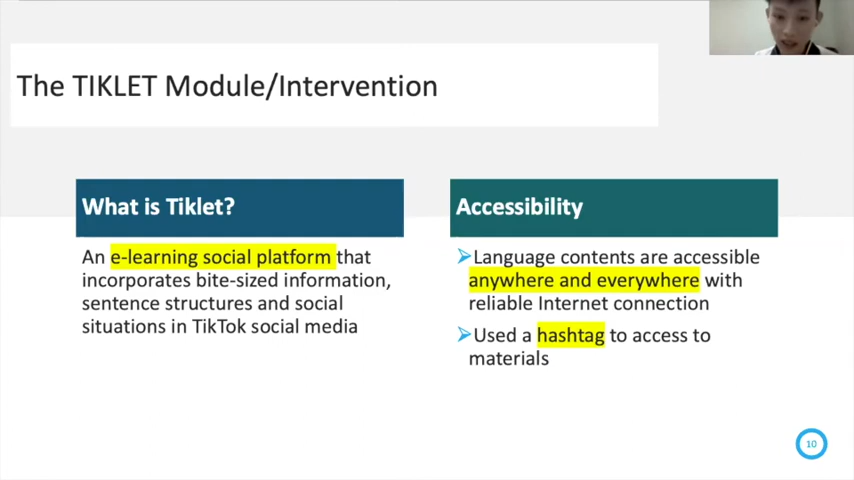 The TIKLET Module/Intervention
What is Tiklet?
An e-learning social platform that
incorporates bite-sized information,
sentence structures and social
situations in TikTok social media
Accessibility
Language contents are accessible
anywhere and everywhere with
reliable Internet connection
Used a hashtag to access to
materials
10